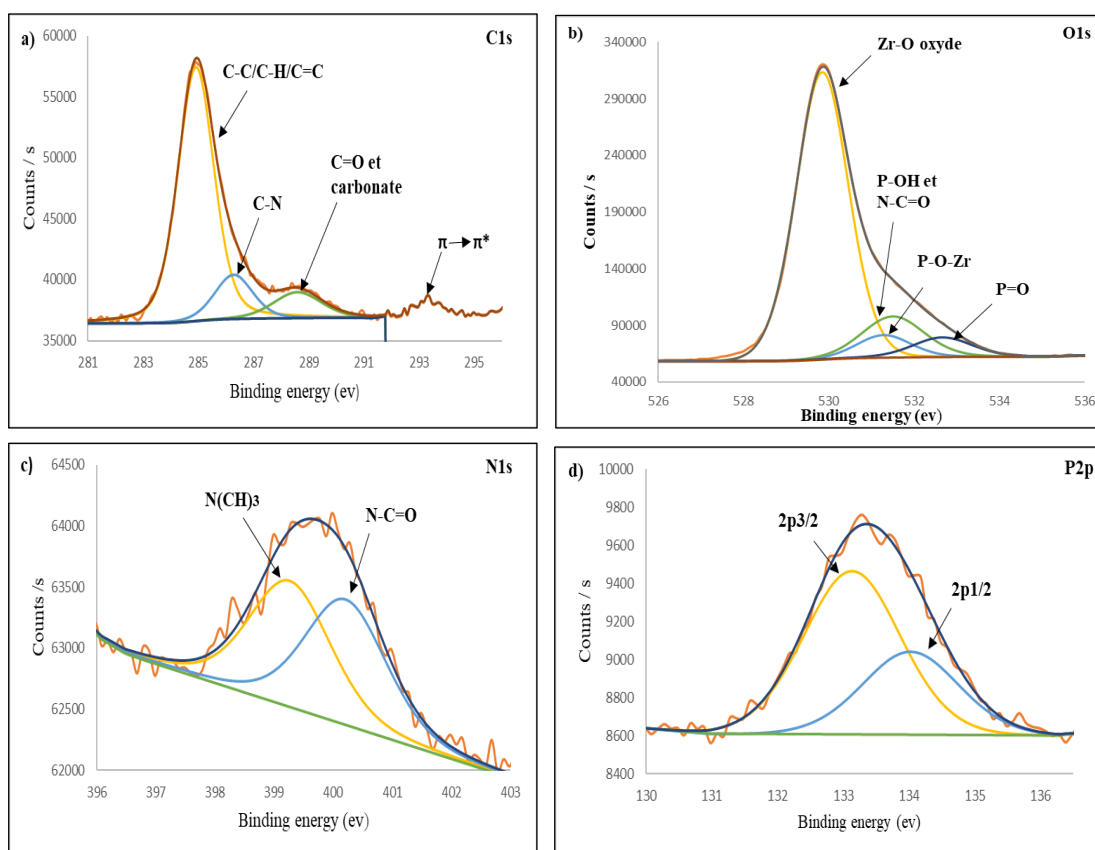 a)
C1s
60000
55000
50000
45000
40000
35000
Counts / s
C-C/C-H/C=C
C-N
C=O et
carbonate
π→π*
281 283 285 287 289 291 293 295
Binding energy (ev)
b)
O1s
340000
290000
240000
190000
140000
90000
40000
Counts / s
Zr-O oxyde
P-OH et
N-C=O
P-O-Zr
P=O
526 528 530 532 534 536
Binding energy (ev)
c)
N1s
64500
64000
63500
63000
62500
62000
Counts /s
N(CH)3
N-C=O
396 397 398 399 400 401 402 403
Binding energy (ev)
d)
P2p
10000
9800
9600
9400
9200
9000
8800
8600
8400
Counts / s
2p3/2
2p1/2
130 131 132 133 134 135 136
Binding energy (ev)